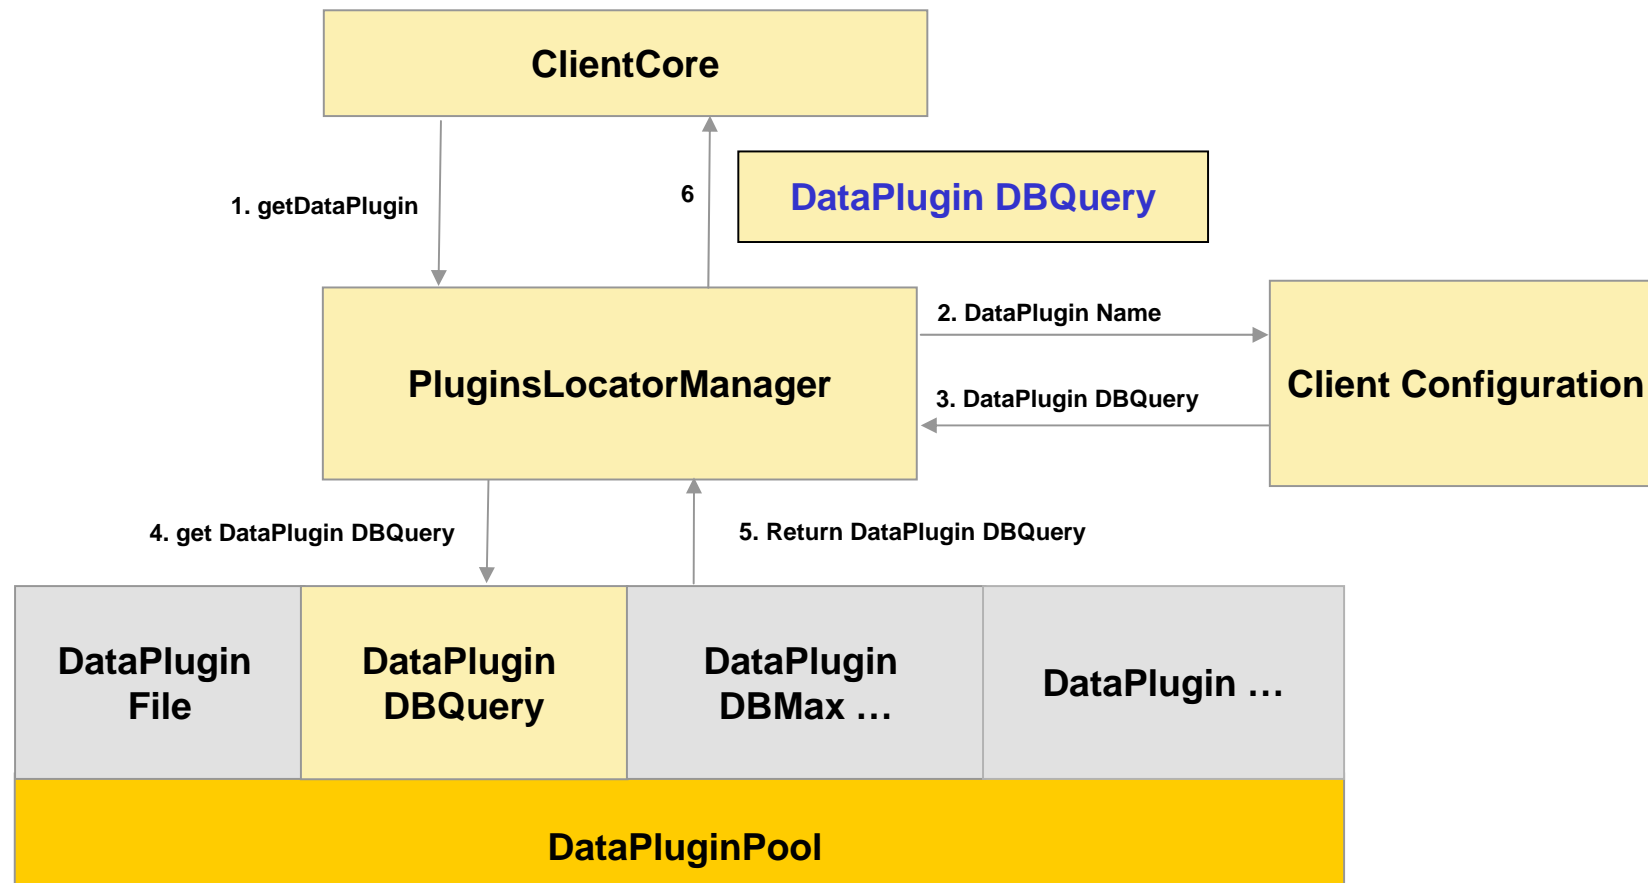 ClientCore
1. getDataPlugin
6
DataPlugin DBQuery
2. DataPlugin Name
PluginsLocatorManager
Client Configuration
3. DataPlugin DBQuery
4. get DataPlugin DBQuery
5. Return DataPlugin DBQuery
DataPlugin
File
DataPlugin
DBQuery
DataPlugin
DBMax …
DataPlugin …
DataPluginPool